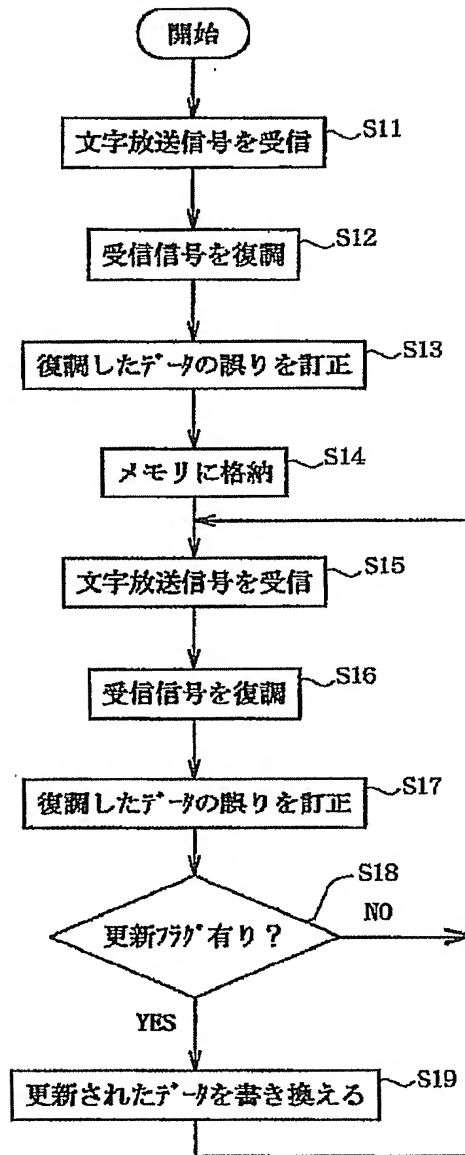 開始
文字放送信号を受信
S11
受信信号を復調
S12
復調したデータの誤りを訂正
S13
メモリに格納
S14
文字放送信号を受信
S15
受信信号を復調
S16
復調したデータの誤りを訂正
S17
S18
更新フラグ有り?
NO
YES
更新されたデータを書き換える
S19